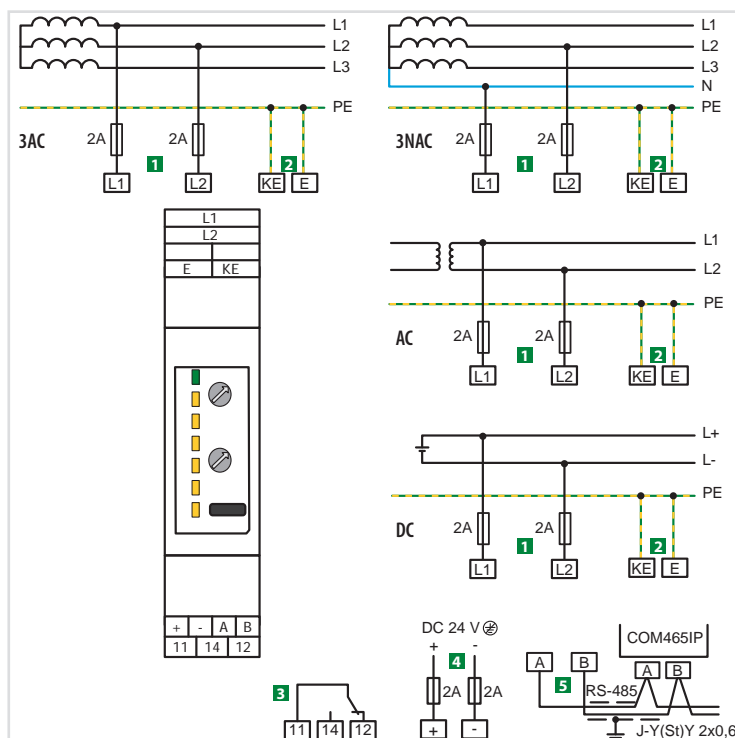 L1
L2
L3
PE
3AC
2A
1
2A
2
L1
L2
KE
E
L1
L2
L3
N
PE
3NAC
2A
1
2A
2
L1
L2
KE
E
L1
L2
E KE
+ - A B
11 14 12
L1
L2
PE
AC
2A
1
2A
2
L1
L2
KE
E
L+
L-
PE
DC
2A
1
2A
2
L1
L2
KE
E
3
11 14 12
DC 24 V
+ -
4
2A 2A
+ -
COM465IP
A B
A B
5
RS-485
J-Y(St)Y 2x0,6